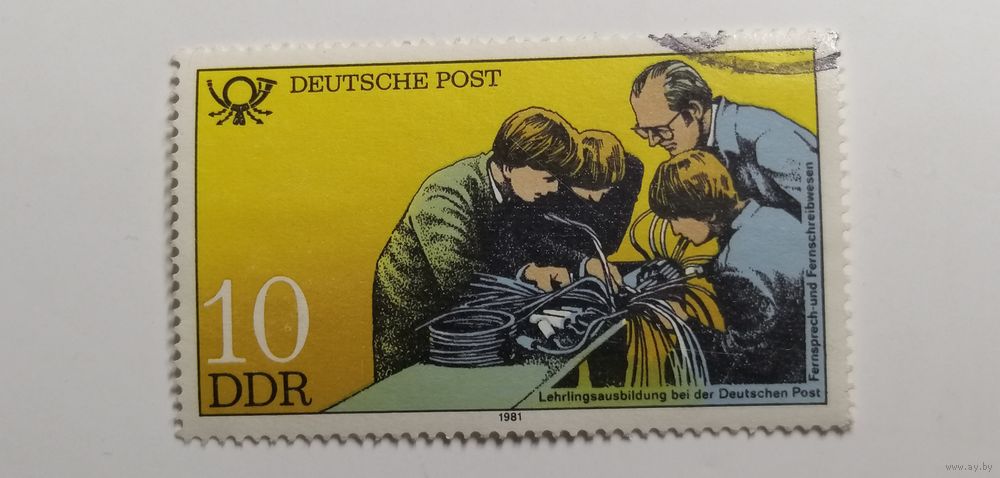 DEUTSCHE POST
10
DDR
Fernsprech-und Fernschreibwesen
Lehrlingsausbildung bei der Deutschen Post
1981
www.ay.by